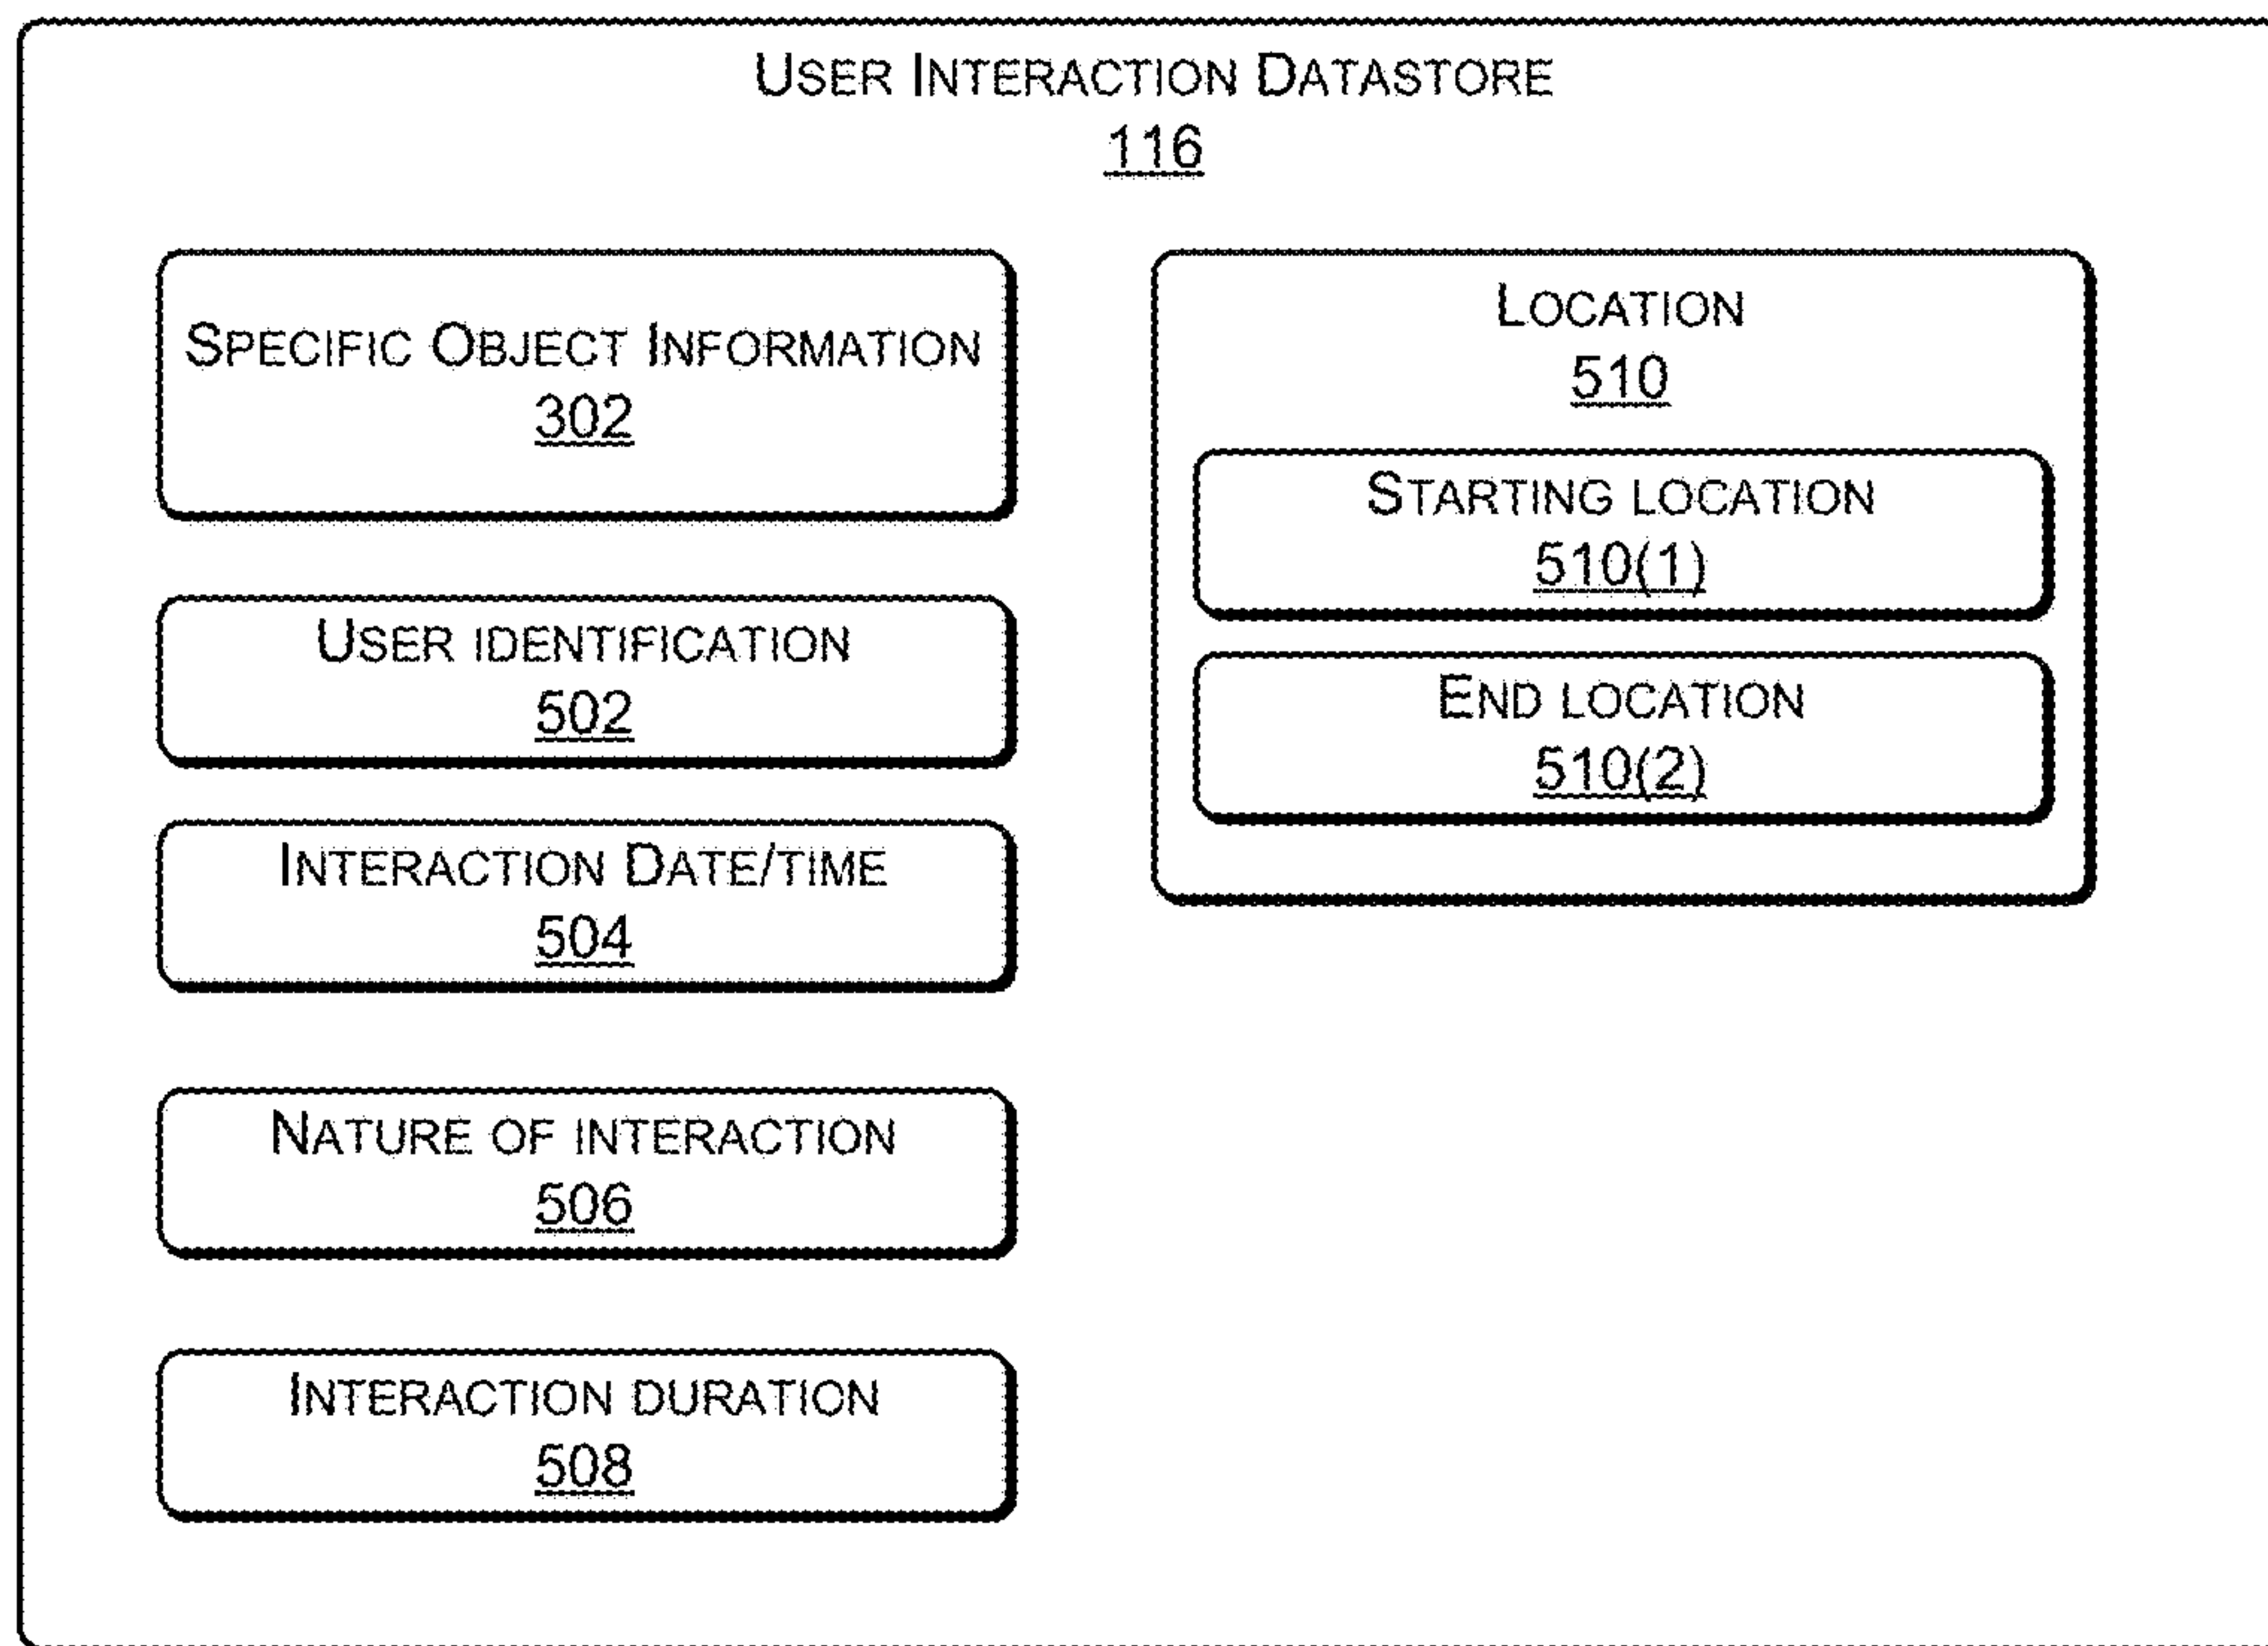 User Interaction Datastore
116
Specific Object Information
302
User identification
502
Interaction Date/time
504
Nature of interaction
506
Interaction duration
508
Location
510
Starting location
510(1)
End location
510(2)